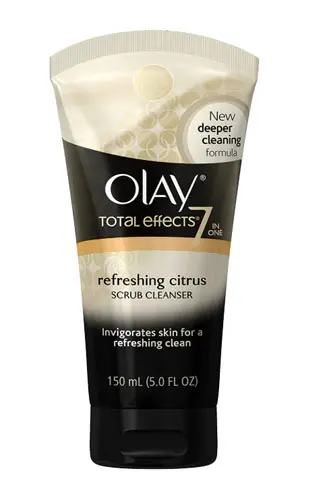 New
deeper
cleaning
formula
OLAY®
TOTAL effects® 7 IN ONE
refreshing citrus
SCRUB CLEANSER
Invigorates skin for a
refreshing clean
150 mL (5.0 FL OZ)